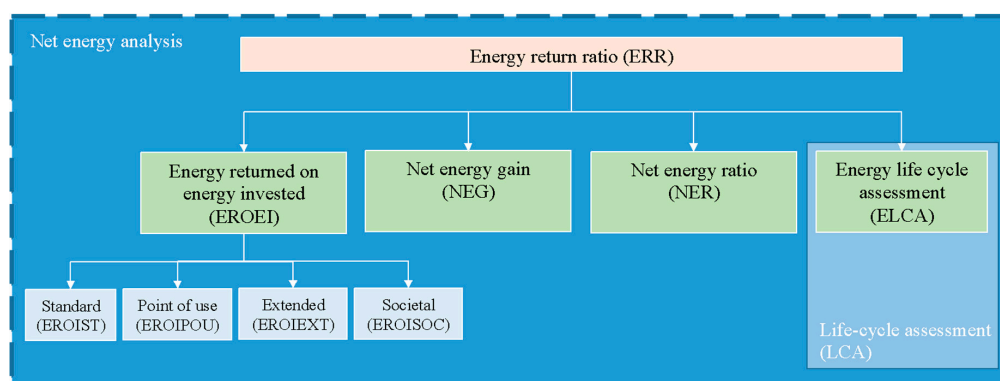 Net energy analysis
Energy return ratio (ERR)
Energy returned on
energy invested
(EROEI)
Net energy gain
(NEG)
Net energy ratio
(NER)
Energy life cycle
assessment
(ELCA)
Standard
(EROIST)
Point of use
(EROIPOU)
Extended
(EROIEXT)
Societal
(EROISOC)
Life-cycle assessment
(LCA)